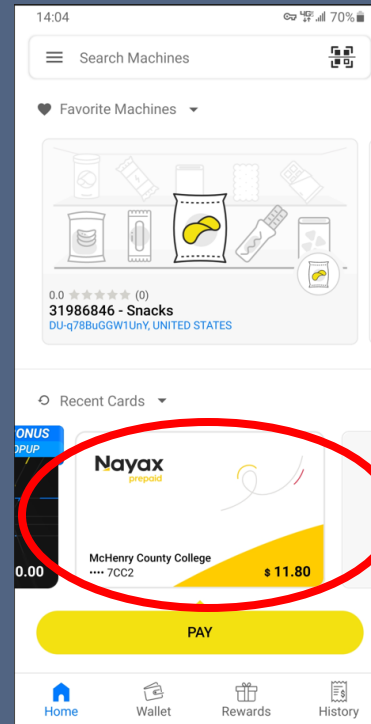 14:04
4G 70%
Search Machines
Favorite Machines
0.0 ★★★★★ (0)
31986846 - Snacks
DU-q78BuGGW1UnY, UNITED STATES
Recent Cards
ONUS
OPUP
0.00
Nayax
prepaid
McHenry County College
•••• 7CC2
$ 11.80
PAY
Home Wallet Rewards History